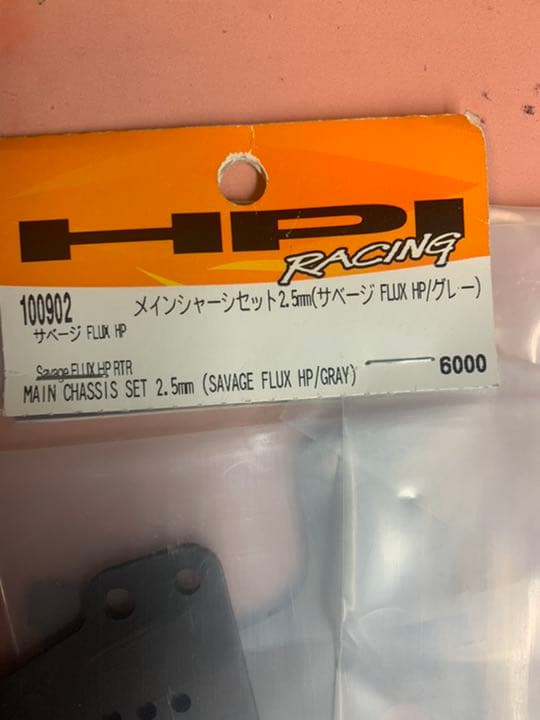 HPI
RACING
100902 メインシャーシセット2.5mm(サベージ FLUX HP/グレー)
サベージ FLUX HP
Savage FLUX HP RTR
6000
MAIN CHASSIS SET 2.5mm (SAVAGE FLUX HP/GRAY)